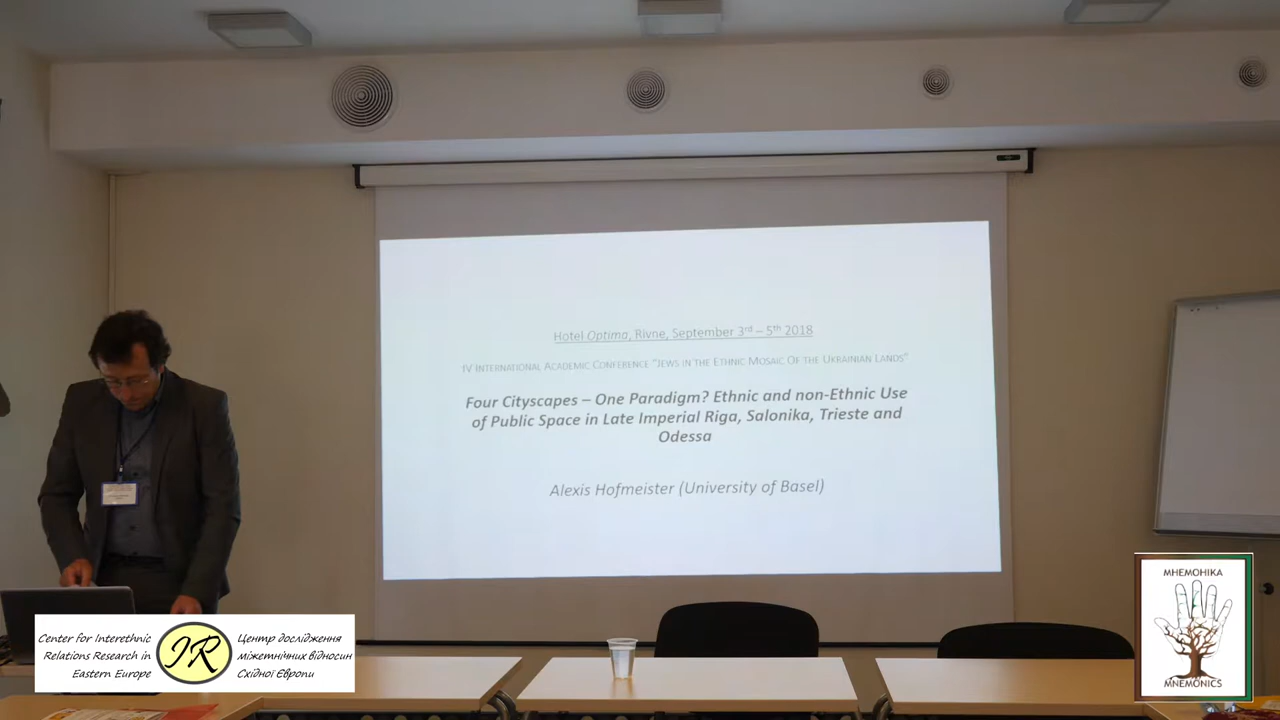 Hotel Optima, Rivne, September 3rd – 5th 2018
IV INTERNATIONAL ACADEMIC CONFERENCE "JEWS IN THE ETHNIC MOSAIC OF THE UKRAINIAN LANDS"
Four Cityscapes – One Paradigm? Ethnic and non-Ethnic Use
of Public Space in Late Imperial Riga, Salonika, Trieste and
Odessa
Alexis Hofmeister (University of Basel)
Center for Interethnic
Relations Research in
Eastern Europe
IR
Центр дослідження
міжетнічних відносин
Східної Європи
МНЕМОНІКА
MNEMONICS